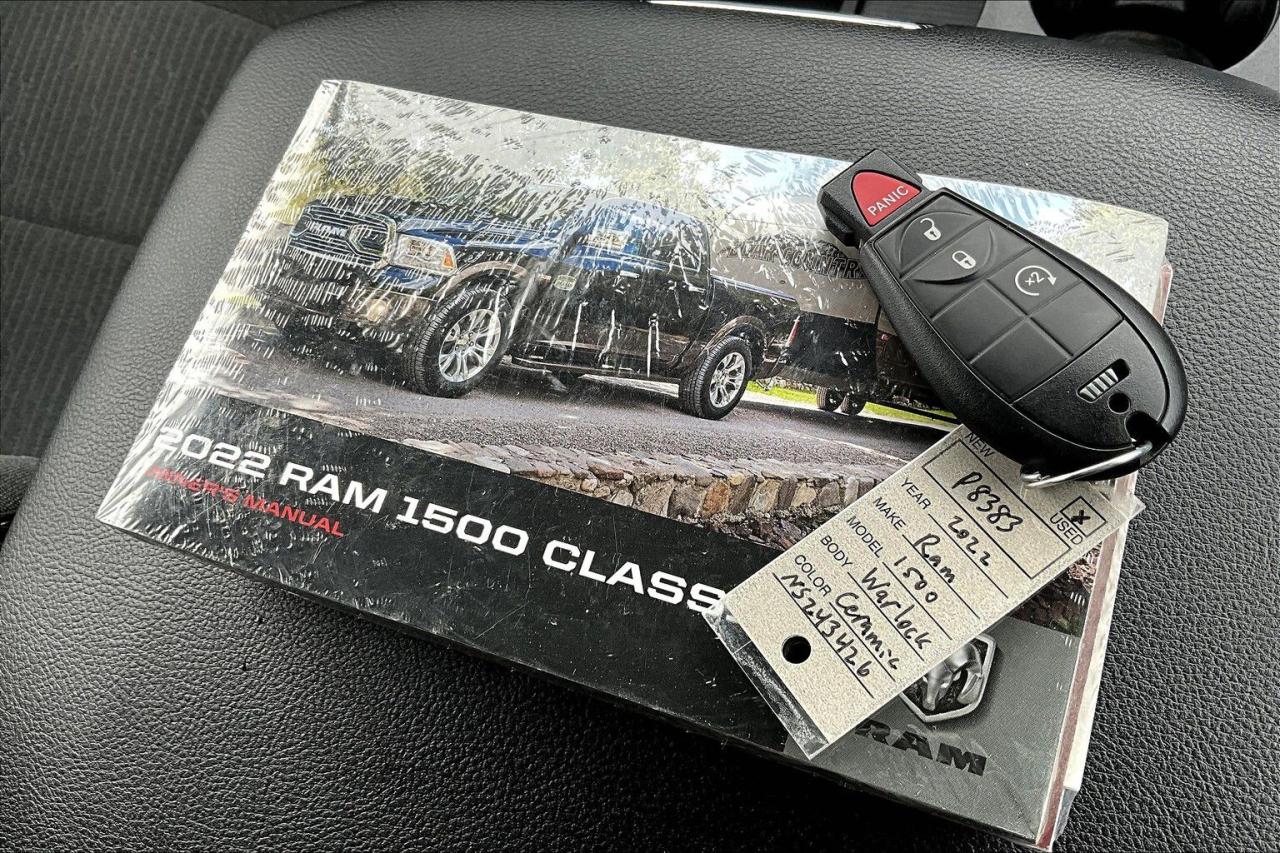 PANIC
x2
2022 RAM 1500 CLASS
OWNER'S MANUAL
NEW
P8383
X
USED
YEAR 2022
MAKE Ram
MODEL 1500
BODY Warlock
COLOR Ceramic
NS243426
RAM